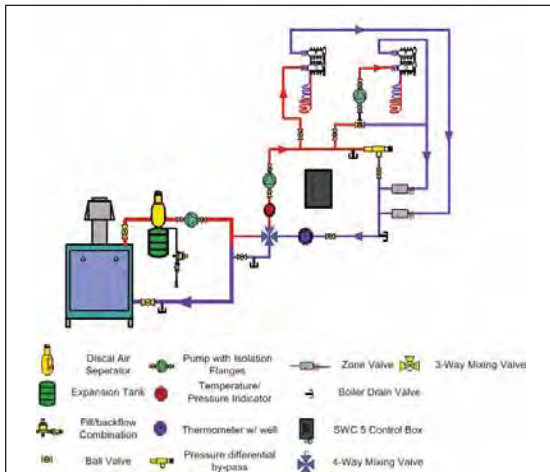 Discal Air
Seperator
Pump with Isolation
Flanges
Zone Valve
3-Way Mixing Valve
Expansion Tank
Temperature/
Pressure Indicator
Boiler Drain Valve
Fill/backflow
Combination
Thermometer w/ well
SWC 5 Control Box
Ball Valve
Pressure differential
by-pass
4-Way Mixing Valve